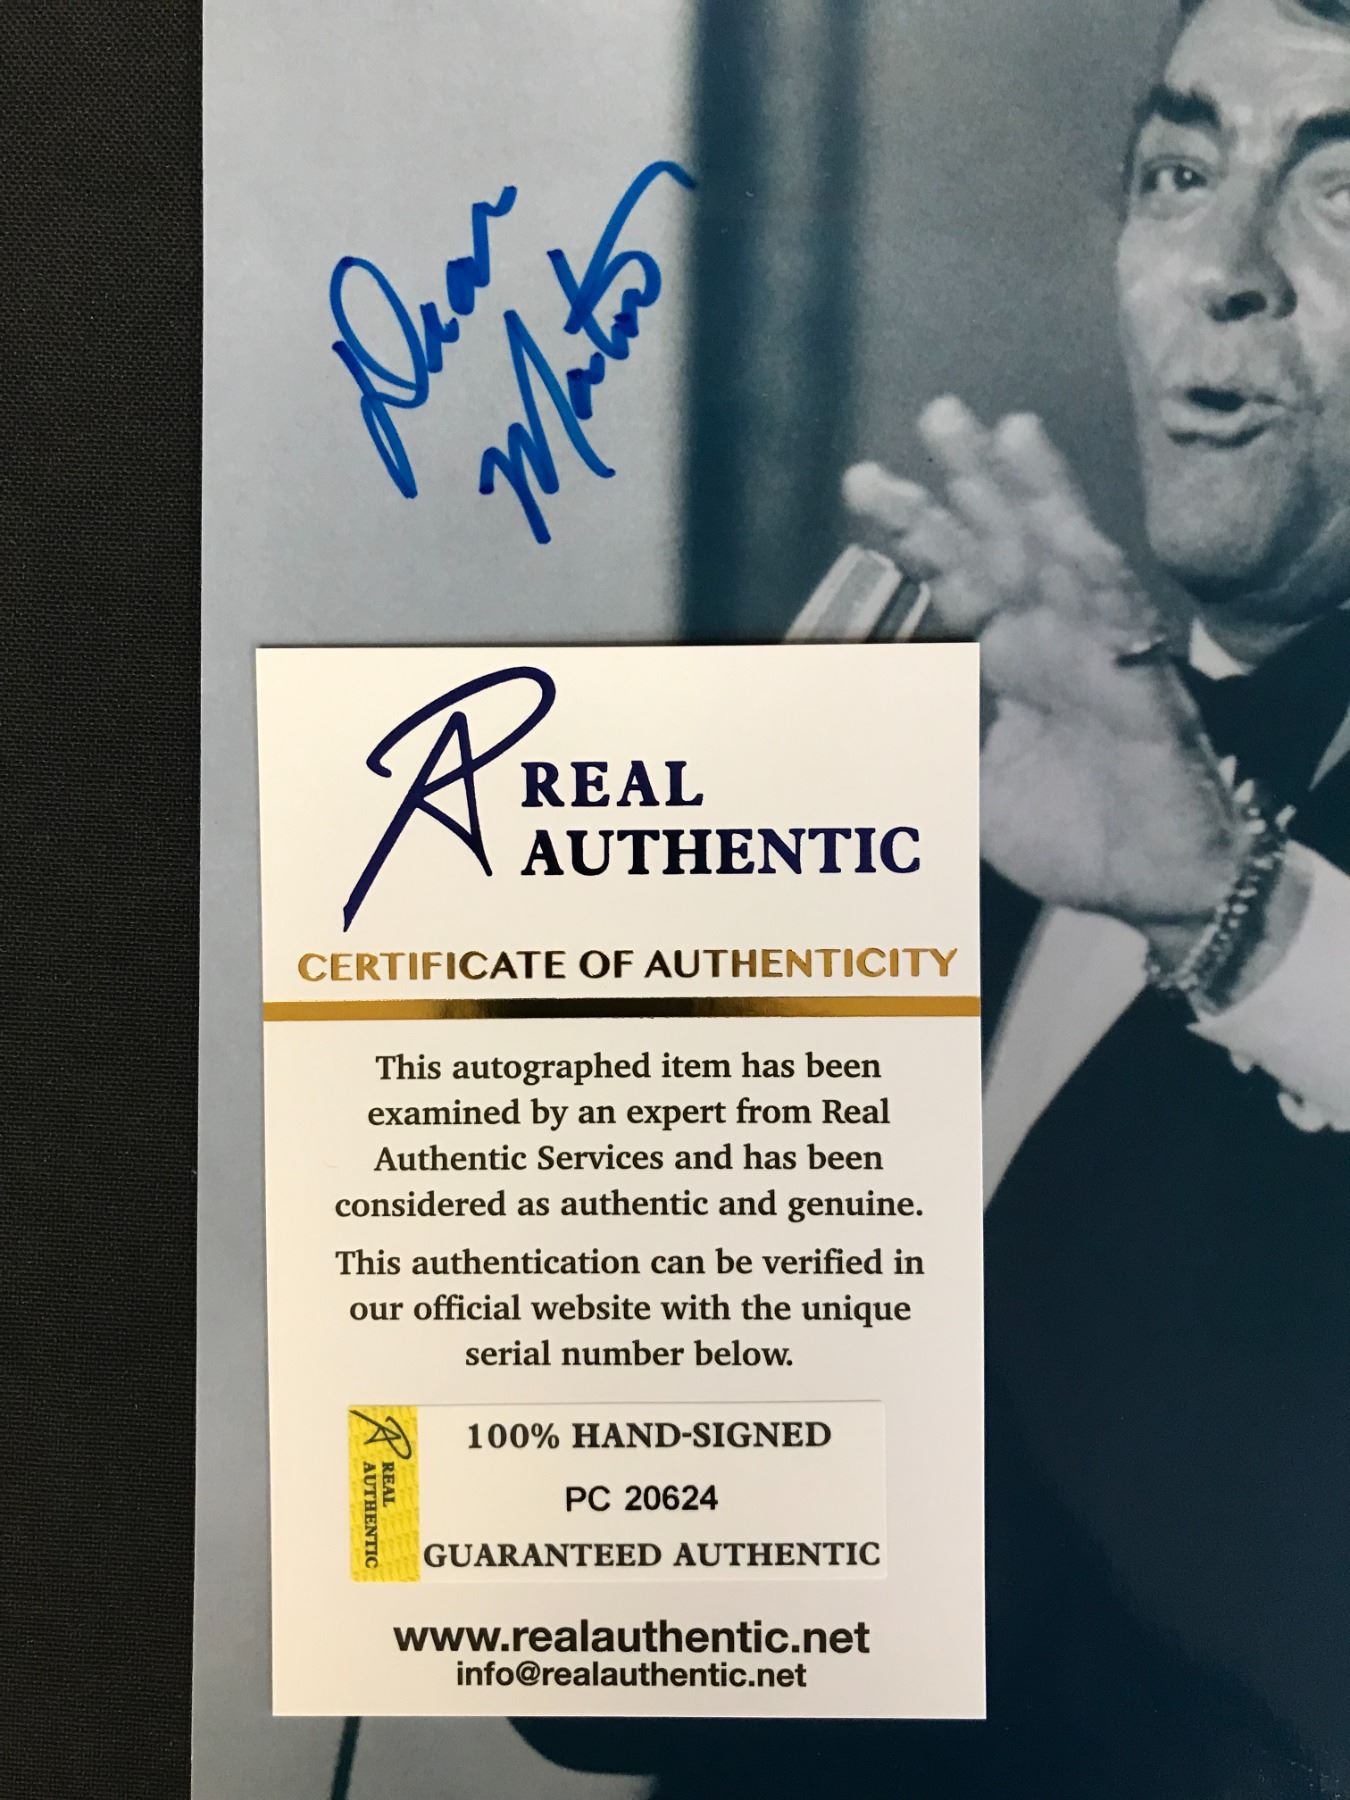 Dean
Martin
REAL
AUTHENTIC
CERTIFICATE OF AUTHENTICITY
This autographed item has been
examined by an expert from Real
Authentic Services and has been
considered as authentic and genuine.
This authentication can be verified in
our official website with the unique
serial number below.
REAL
AUTHENTIC
100% HAND-SIGNED
PC 20624
GUARANTEED AUTHENTIC
www.realauthentic.net
info@realauthentic.net